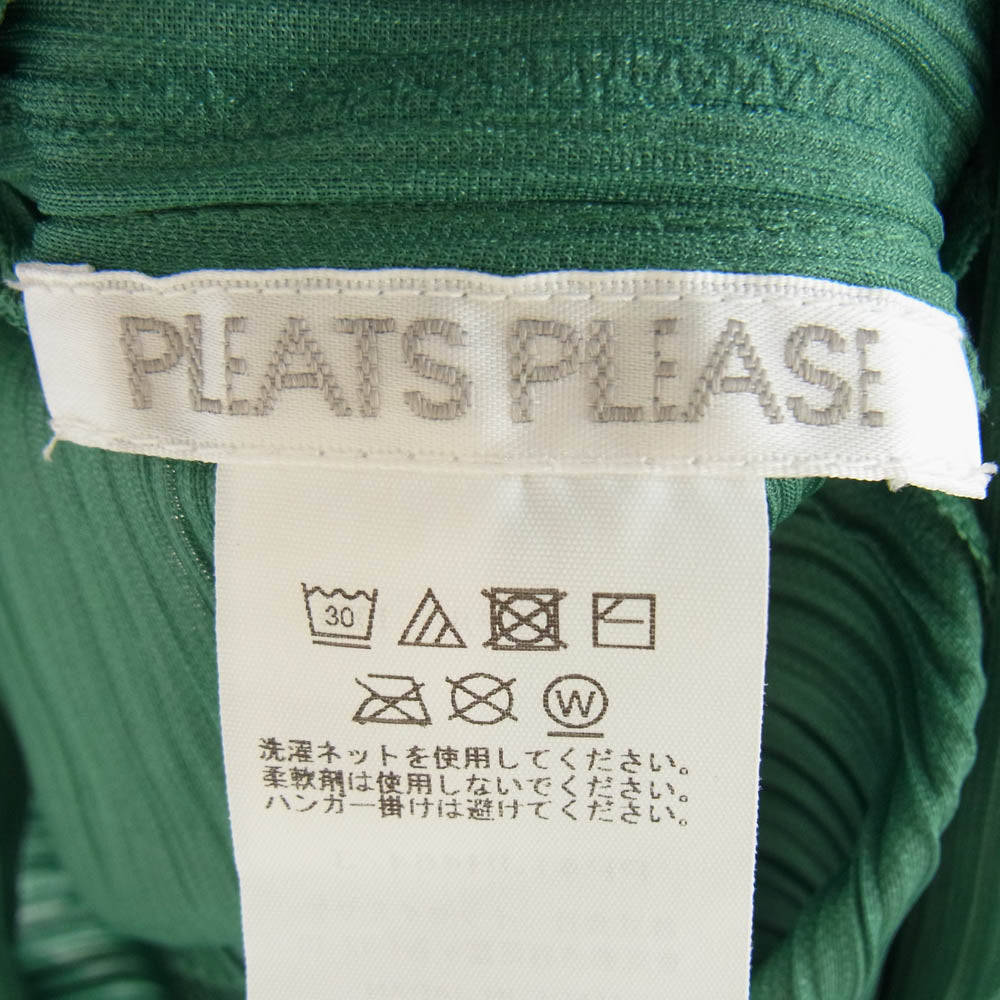 PLEATS PLEASE
30
W
洗濯ネットを使用してください。
柔軟剤は使用しないでください。
ハンガー掛けは避けてください。